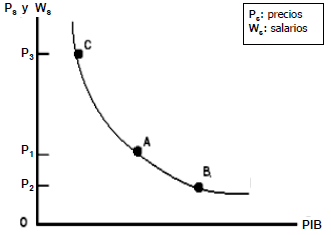 Ps y Ws
Ps: precios
Ws: salarios
C
P3
A
P1
B
P2
0
PIB